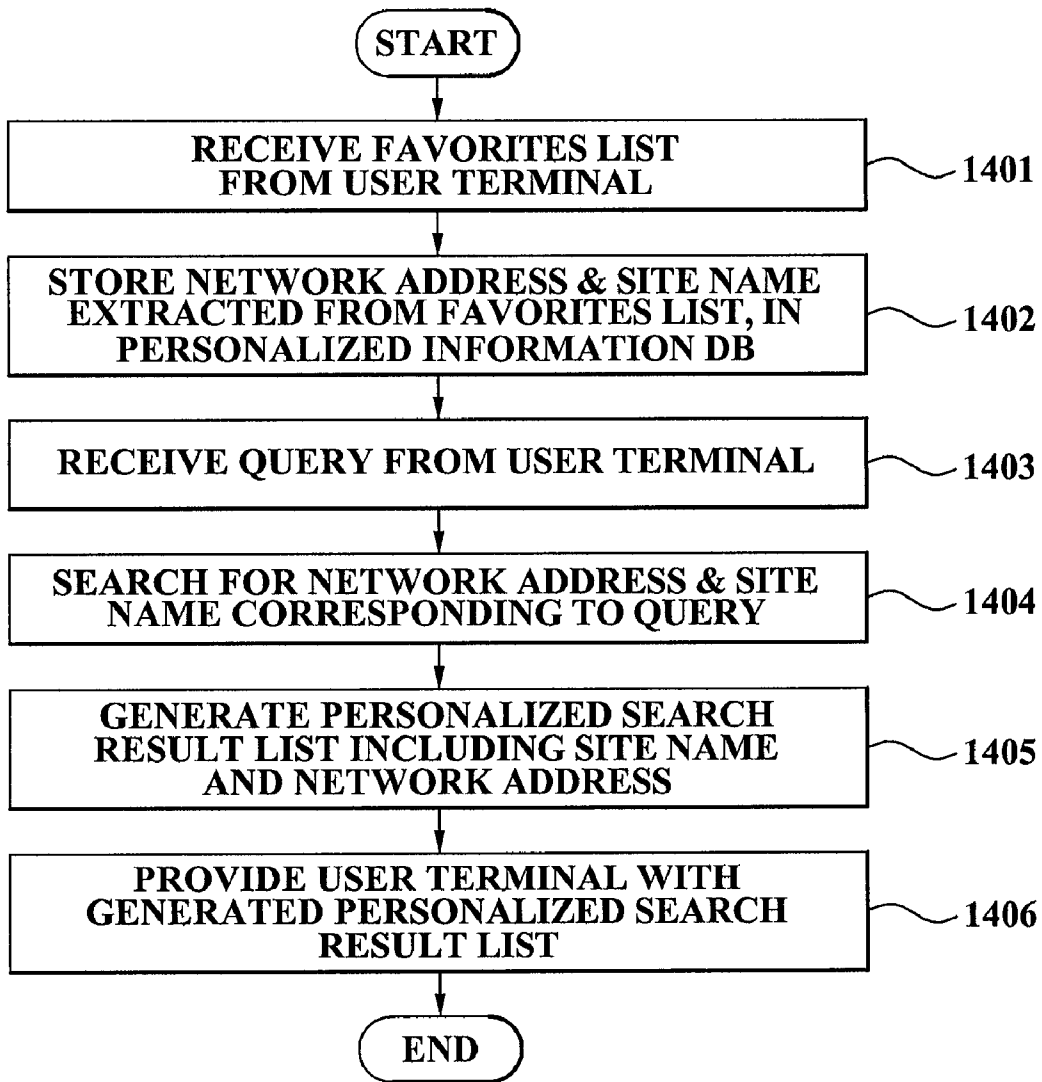 START
RECEIVE FAVORITES LIST
FROM USER TERMINAL
1401
STORE NETWORK ADDRESS & SITE NAME
EXTRACTED FROM FAVORITES LIST, IN
PERSONALIZED INFORMATION DB
1402
RECEIVE QUERY FROM USER TERMINAL
1403
SEARCH FOR NETWORK ADDRESS & SITE
NAME CORRESPONDING TO QUERY
1404
GENERATE PERSONALIZED SEARCH
RESULT LIST INCLUDING SITE NAME
AND NETWORK ADDRESS
1405
PROVIDE USER TERMINAL WITH
GENERATED PERSONALIZED SEARCH
RESULT LIST
1406
END